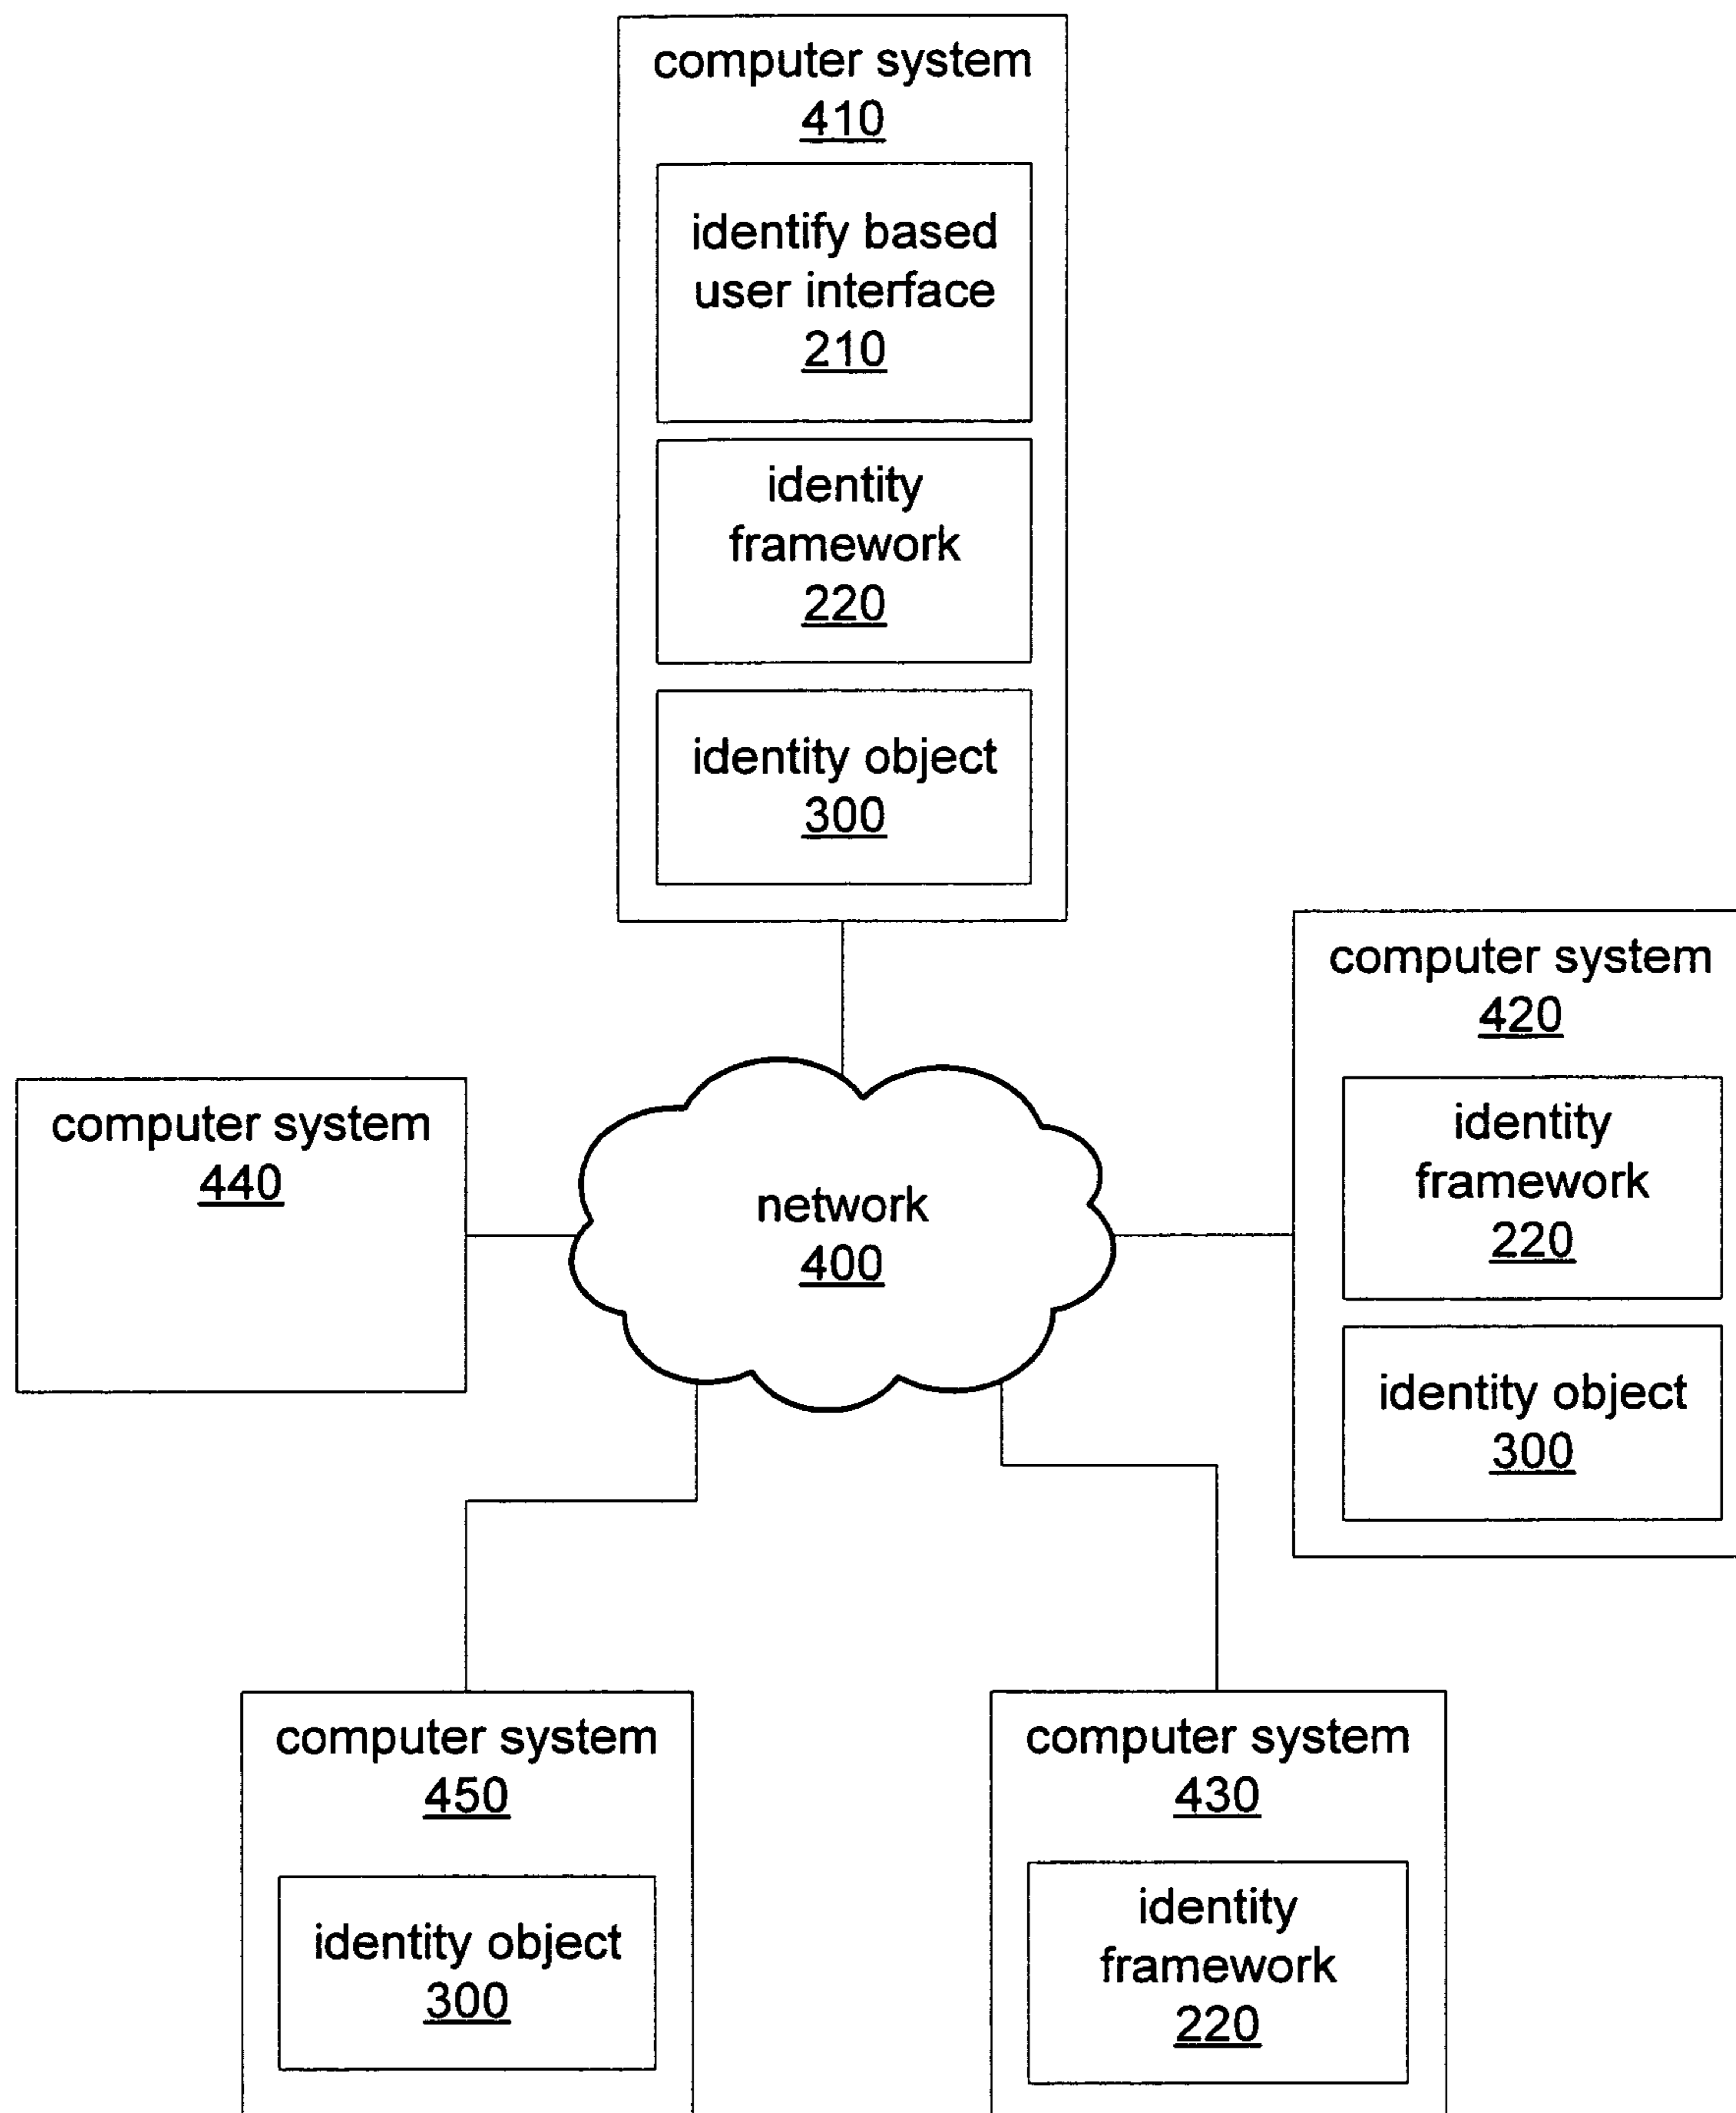 computer system
410
identify based
user interface
210
identity
framework
220
identity object
300
computer system
420
identity
framework
220
identity object
300
computer system
440
network
400
computer system
450
identity object
300
computer system
430
identity
framework
220